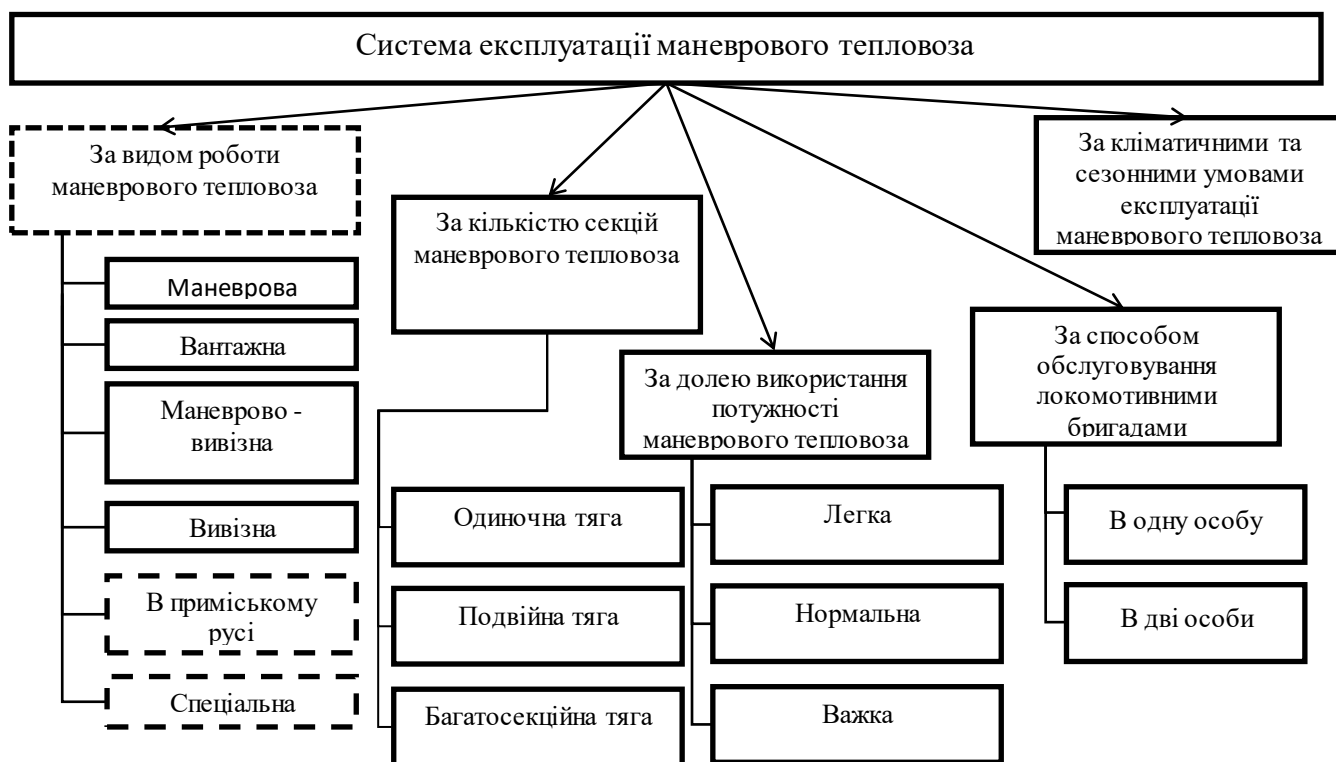 Система експлуатації маневрового тепловоза
За видом роботи
маневрового тепловоза
Маневрова
Вантажна
Маневрово -
вивізна
Вивізна
В приміському
русі
Спеціальна
За кількістю секцій
маневрового тепловоза
Одиночна тяга
Подвійна тяга
Багатосекційна тяга
За долею використання
потужності
маневрового тепловоза
Легка
Нормальна
Важка
За кліматичними та
сезонними умовами
експлуатації
маневрового тепловоза
За способом
обслуговування
локомотивними
бригадами
В одну особу
В дві особи